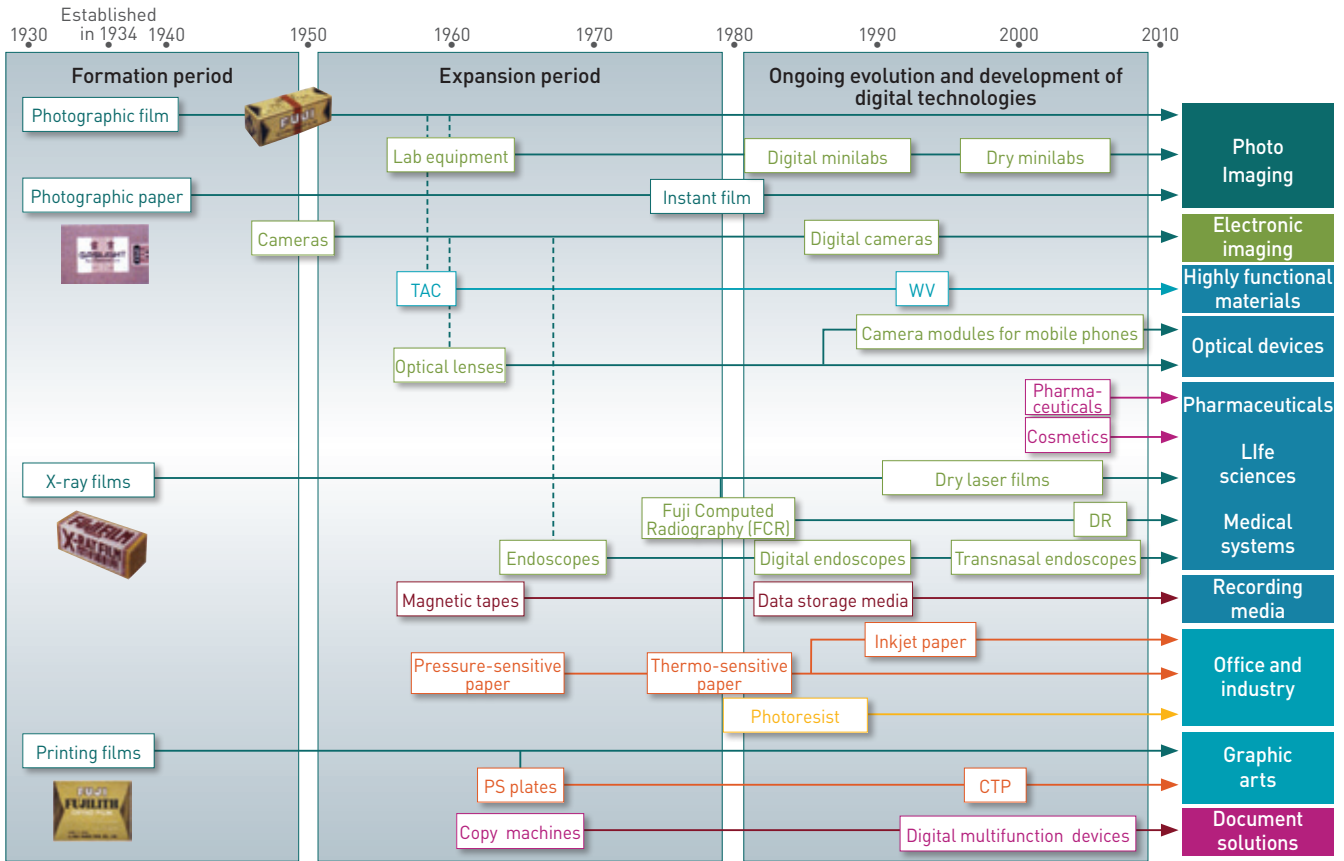 Established
in 1934
1930 1940 1950 1960 1970 1980 1990 2000 2010
Formation period
Expansion period
Ongoing evolution and development of
digital technologies
Photographic film
FUJI
Lab equipment
Digital minilabs
Dry minilabs
Photo
Imaging
Photographic paper
Instant film
GASLIGHT
Cameras
Digital cameras
Electronic
imaging
TAC
WV
Highly functional
materials
Camera modules for mobile phones
Optical lenses
Optical devices
Pharma-
ceuticals
Pharmaceuticals
Cosmetics
LIfe
sciences
X-ray films
Dry laser films
FUJIFILM
X-RAY FILM
Fuji Computed
Radiography (FCR)
DR
Medical
systems
Endoscopes
Digital endoscopes
Transnasal endoscopes
Magnetic tapes
Data storage media
Recording
media
Inkjet paper
Pressure-sensitive
paper
Thermo-sensitive
paper
Office and
industry
Photoresist
Printing films
FUJI
FUJILITH
Graphic
arts
PS plates
CTP
Copy machines
Digital multifunction devices
Document
solutions